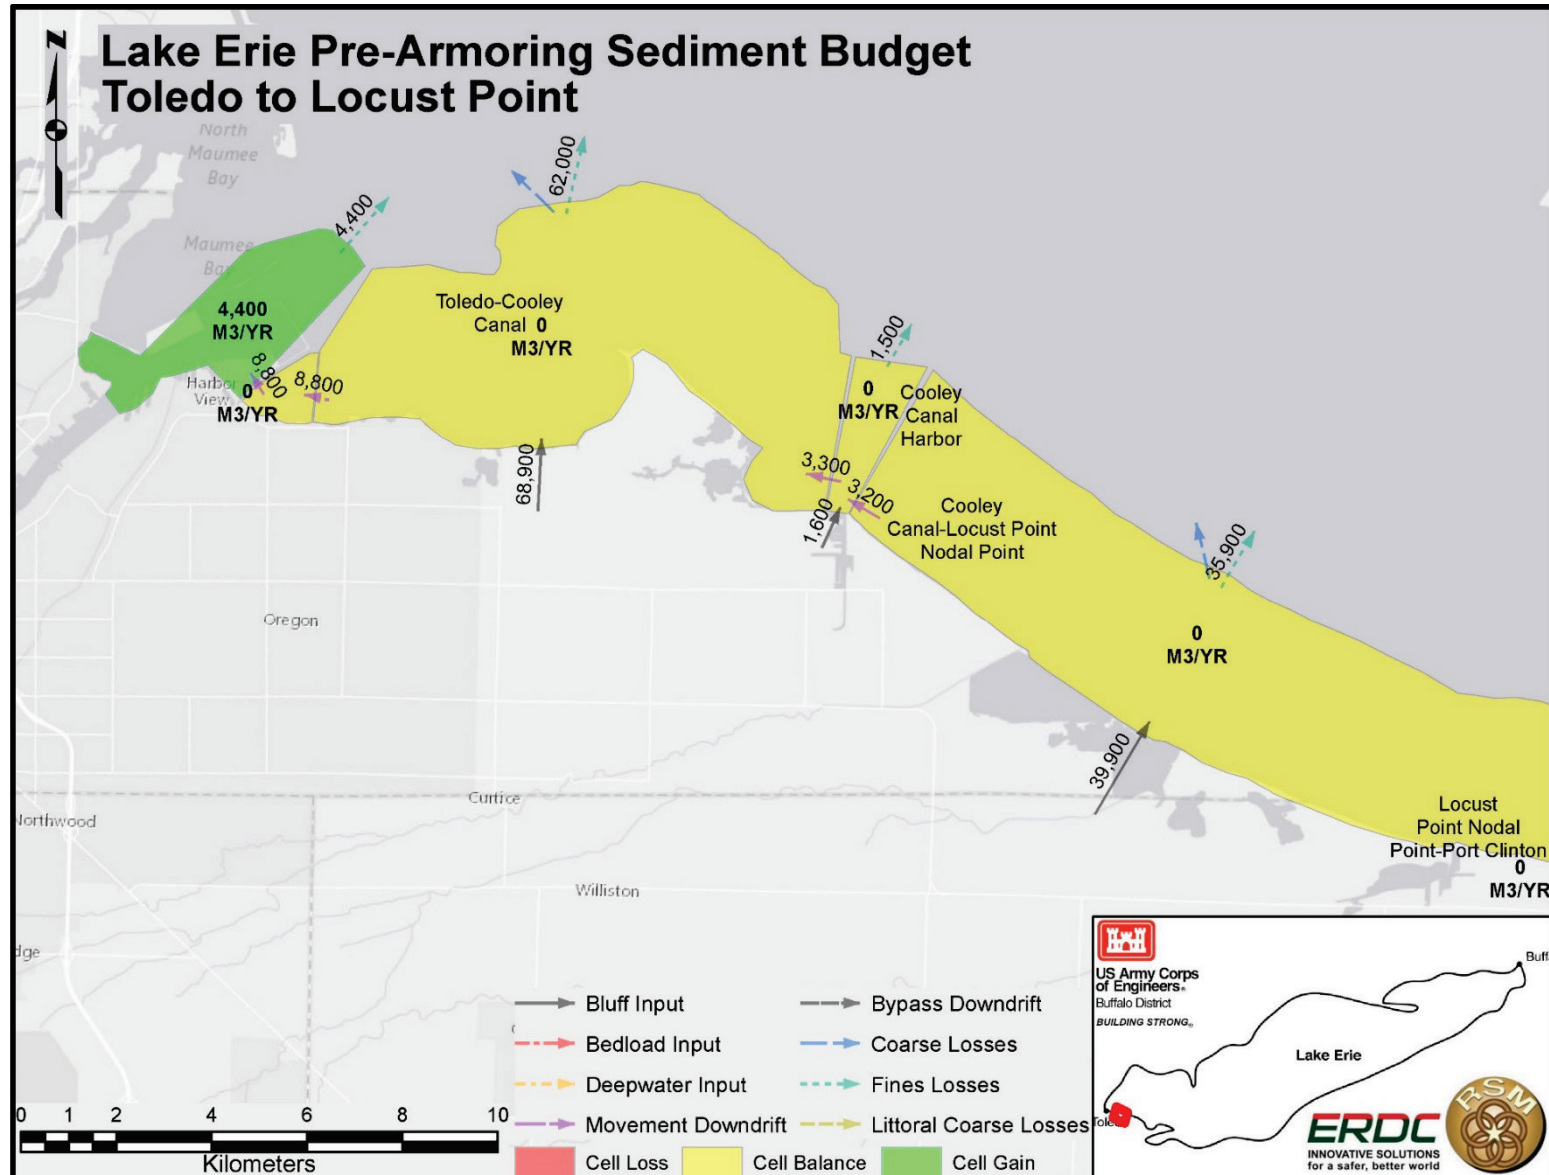 Lake Erie Pre-Armoring Sediment Budget
Toledo to Locust Point
N
North
Maumee
Bay
Maumee
Bay
62,000
4,400
4,400
M3/YR
Toledo-Cooley
Canal 0
M3/YR
1,500
8,800
8,800
Harbor
View
0
M3/YR
0
M3/YR
Cooley
Canal
Harbor
68,900
3,300
3,200
1,600
Cooley
Canal-Locust Point
Nodal Point
35,900
0
M3/YR
Oregon
39,900
Curtice
Northwood
Locust
Point Nodal
Point-Port Clinton
0
M3/YR
Williston
dge
Bluff Input
Bedload Input
Deepwater Input
Movement Downdrift
Bypass Downdrift
Coarse Losses
Fines Losses
Littoral Coarse Losses
Cell Loss
Cell Balance
Cell Gain
0 1 2 4 6 8 10
Kilometers
US Army Corps
of Engineers®
Buffalo District
BUILDING STRONG®
Buff
Lake Erie
ERDC
INNOVATIVE SOLUTIONS
for a safer, better world
RSM